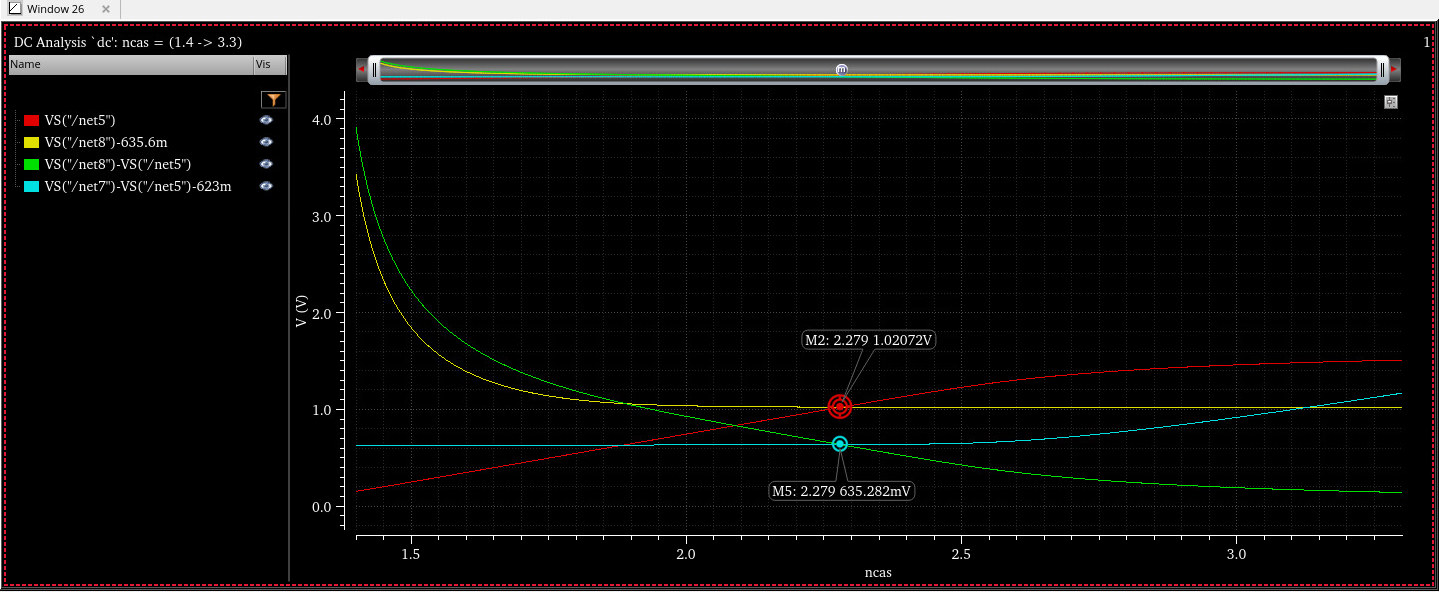 Window 26
DC Analysis `dc': ncas = (1.4 -> 3.3)
1
Name
Vis
VS("/net5")
VS("/net8")-635.6m
VS("/net8")-VS("/net5")
VS("/net7")-VS("/net5")-623m
m
4.0
3.0
2.0
1.0
0.0
V (V)
M2: 2.279 1.02072V
M5: 2.279 635.282mV
1.5
2.0
2.5
3.0
ncas